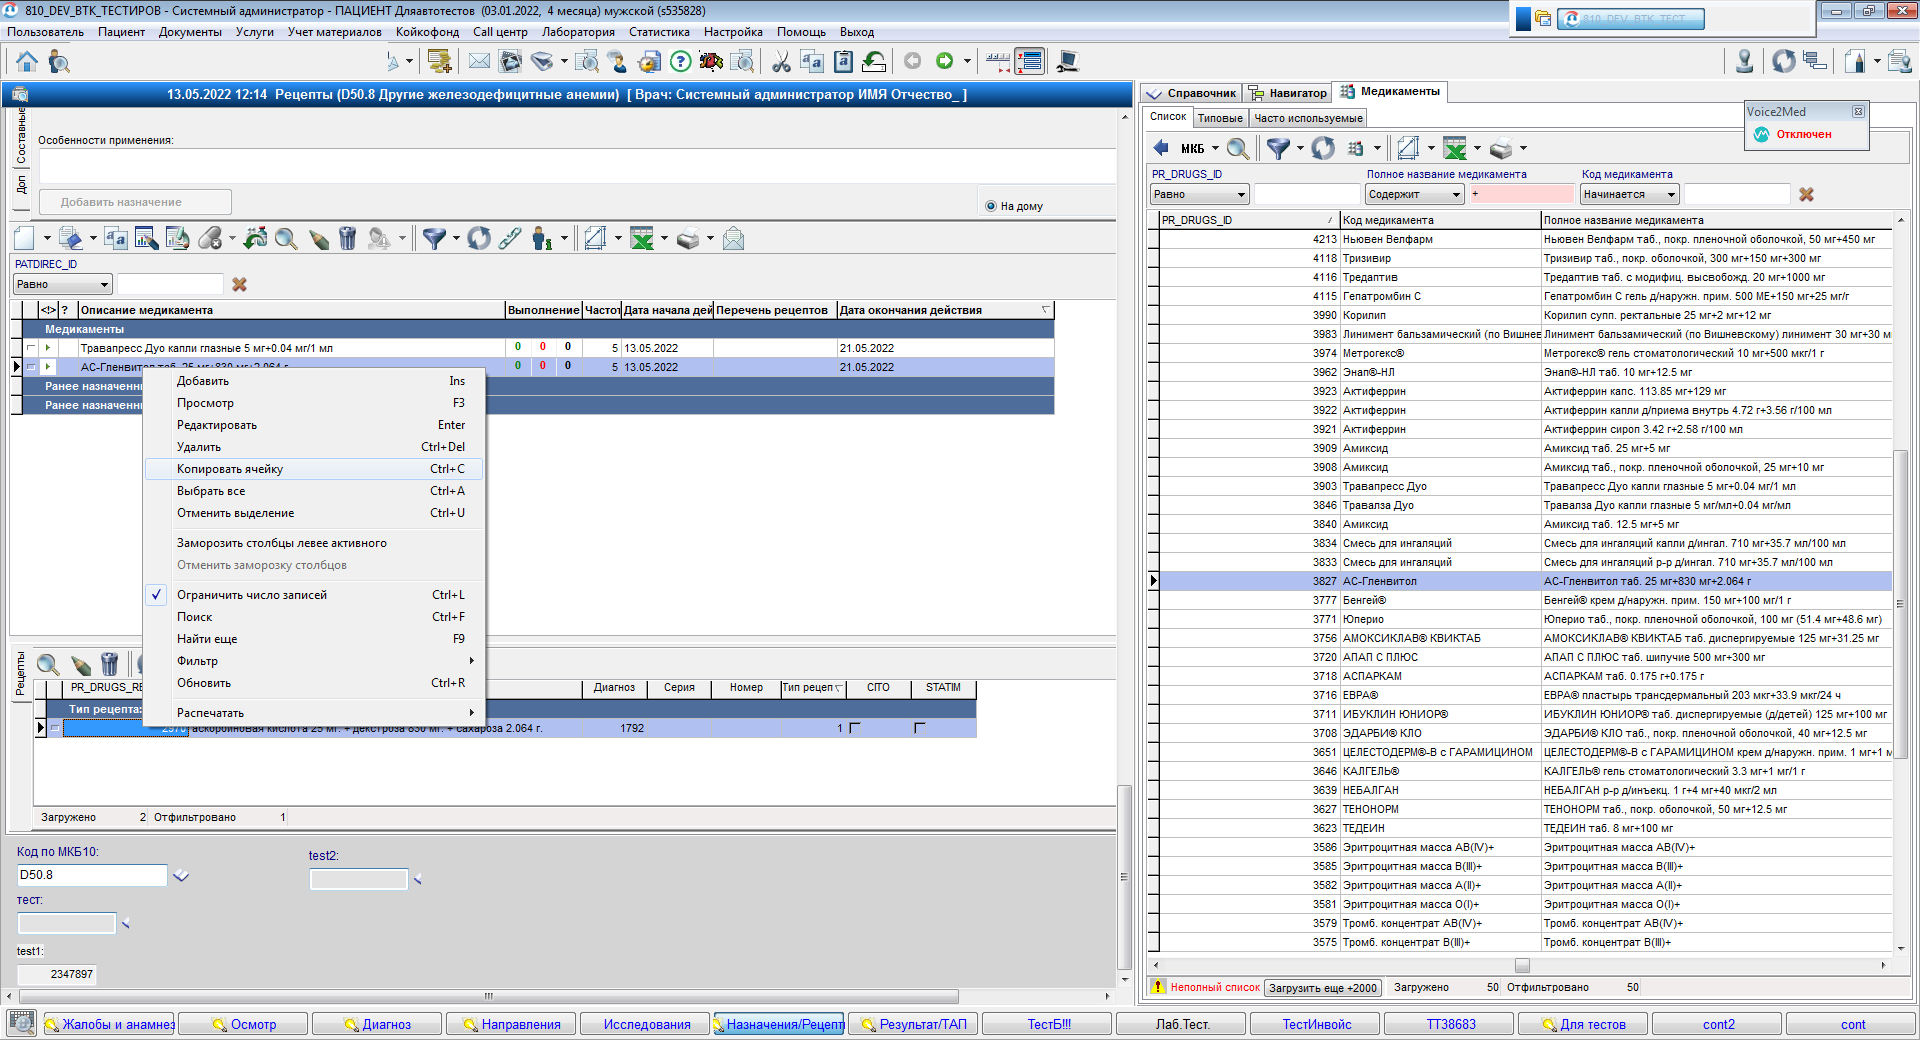 810_DEV_BTK_ТЕСТИРОВ - Системный администратор - ПАЦИЕНТ Дляавтотестов (03.01.2022, 4 месяца) мужской (s535828)
810_DEV_BTK_ТЕСТ
Пользователь Пациент Документы Услуги Учет материалов Койкофонд Call центр Лаборатория Статистика Настройка Помощь Выход
13.05.2022 12:14 Рецепты (D50.8 Другие железодефицитные анемии) [ Врач: Системный администратор ИМЯ Отчество_ ]
Составные
Доп
Особенности применения:
Добавить назначение
На дому
PATDIREC_ID
Равно
<!> ? Описание медикамента Выполнение Частот Дата начала дей Перечень рецептов Дата окончания действия
Медикаменты
Травапресс Дуо капли глазные 5 мг+0.04 мг/1 мл 0 0 0 5 13.05.2022 21.05.2022
АС-Гленвитол таб. 25 мг+830 мг+2.064 г 0 0 0 5 13.05.2022 21.05.2022
Ранее назначенн
Ранее назначенн
Добавить Ins
Просмотр F3
Редактировать Enter
Удалить Ctrl+Del
Копировать ячейку Ctrl+C
Выбрать все Ctrl+A
Отменить выделение Ctrl+U
Заморозить столбцы левее активного
Отменить заморозку столбцов
Ограничить число записей Ctrl+L
Поиск Ctrl+F
Найти еще F9
Фильтр
Обновить Ctrl+R
Распечатать
Рецепты
PR_DRUGS_RE Диагноз Серия Номер Тип рецеп CITO STATIM
Тип рецепта:
2970 аскорбиновая кислота 25 мг. + декстроза 830 мг. + сахароза 2.064 г. 1792 1
Загружено 2 Отфильтровано 1
Код по МКБ10:
D50.8
test2:
тест:
test1:
2347897
Справочник Навигатор Медикаменты
Список Типовые Часто используемые
Voice2Med
Отключен
МКБ
PR_DRUGS_ID Полное название медикамента Код медикамента
Равно Содержит + Начинается
PR_DRUGS_ID Код медикамента Полное название медикамента
4213 Ньювен Велфарм Ньювен Велфарм таб., покр. пленочной оболочкой, 50 мг+450 мг
4118 Тризивир Тризивир таб., покр. оболочкой, 300 мг+150 мг+300 мг
4116 Тредаптив Тредаптив таб. с модифиц. высвобожд. 20 мг+1000 мг
4115 Гепатромбин С Гепатромбин С гель д/наружн. прим. 500 МЕ+150 мг+25 мг/г
3990 Корилип Корилип супп. ректальные 25 мг+2 мг+12 мг
3983 Линимент бальзамический (по Вишнев Линимент бальзамический (по Вишневскому) линимент 30 мг+30 м
3974 Метрогекс® Метрогекс® гель стоматологический 10 мг+500 мкг/1 г
3962 Энап®-НЛ Энап®-НЛ таб. 10 мг+12.5 мг
3923 Актиферрин Актиферрин капс. 113.85 мг+129 мг
3922 Актиферрин Актиферрин капли д/приема внутрь 4.72 г+3.56 г/100 мл
3921 Актиферрин Актиферрин сироп 3.42 г+2.58 г/100 мл
3909 Амиксид Амиксид таб. 25 мг+5 мг
3908 Амиксид Амиксид таб., покр. пленочной оболочкой, 25 мг+10 мг
3903 Травапресс Дуо Травапресс Дуо капли глазные 5 мг+0.04 мг/1 мл
3846 Травалза Дуо Травалза Дуо капли глазные 5 мг/мл+0.04 мг/мл
3840 Амиксид Амиксид таб. 12.5 мг+5 мг
3834 Смесь для ингаляций Смесь для ингаляций капли д/ингал. 710 мг+35.7 мл/100 мл
3833 Смесь для ингаляций Смесь для ингаляций р-р д/ингал. 710 мг+35.7 мл/100 мл
3827 АС-Гленвитол АС-Гленвитол таб. 25 мг+830 мг+2.064 г
3777 Бенгей® Бенгей® крем д/наружн. прим. 150 мг+100 мг/1 г
3771 Юперио Юперио таб., покр. пленочной оболочкой, 100 мг (51.4 мг+48.6 мг)
3756 АМОКСИКЛАВ® КВИКТАБ АМОКСИКЛАВ® КВИКТАБ таб. диспергируемые 125 мг+31.25 мг
3720 АПАП С ПЛЮС АПАП С ПЛЮС таб. шипучие 500 мг+300 мг
3718 АСПАРКАМ АСПАРКАМ таб. 0.175 г+0.175 г
3716 ЕВРА® ЕВРА® пластырь трансдермальный 203 мкг+33.9 мкг/24 ч
3711 ИБУКЛИН ЮНИОР® ИБУКЛИН ЮНИОР® таб. диспергируемые (д/детей) 125 мг+100 мг
3708 ЭДАРБИ® КЛО ЭДАРБИ® КЛО таб., покр. пленочной оболочкой, 40 мг+12.5 мг
3651 ЦЕЛЕСТОДЕРМ®-В с ГАРАМИЦИНОМ ЦЕЛЕСТОДЕРМ®-В с ГАРАМИЦИНОМ крем д/наружн. прим. 1 мг+1 м
3646 КАЛГЕЛЬ® КАЛГЕЛЬ® гель стоматологический 3.3 мг+1 мг/1 г
3639 НЕБАЛГАН НЕБАЛГАН р-р д/инъекц. 1 г+4 мг+40 мкг/2 мл
3627 ТЕНОНОРМ ТЕНОНОРМ таб., покр. оболочкой, 50 мг+12.5 мг
3623 ТЕДЕИН ТЕДЕИН таб. 8 мг+100 мг
3586 Эритроцитная масса AB(IV)+ Эритроцитная масса AB(IV)+
3585 Эритроцитная масса B(III)+ Эритроцитная масса B(III)+
3582 Эритроцитная масса A(II)+ Эритроцитная масса A(II)+
3581 Эритроцитная масса O(I)+ Эритроцитная масса O(I)+
3579 Тромб. концентрат AB(IV)+ Тромб. концентрат AB(IV)+
3575 Тромб. концентрат B(III)+ Тромб. концентрат B(III)+
Неполный список Загрузить еще +2000 Загружено 50 Отфильтровано 50
Жалобы и анамнез Осмотр Диагноз Направления Исследования Назначения/Рецепт Результат/ТАП ТестБ!!! Лаб.Тест. ТестИнвойс ТТ38683 Для тестов cont2 cont